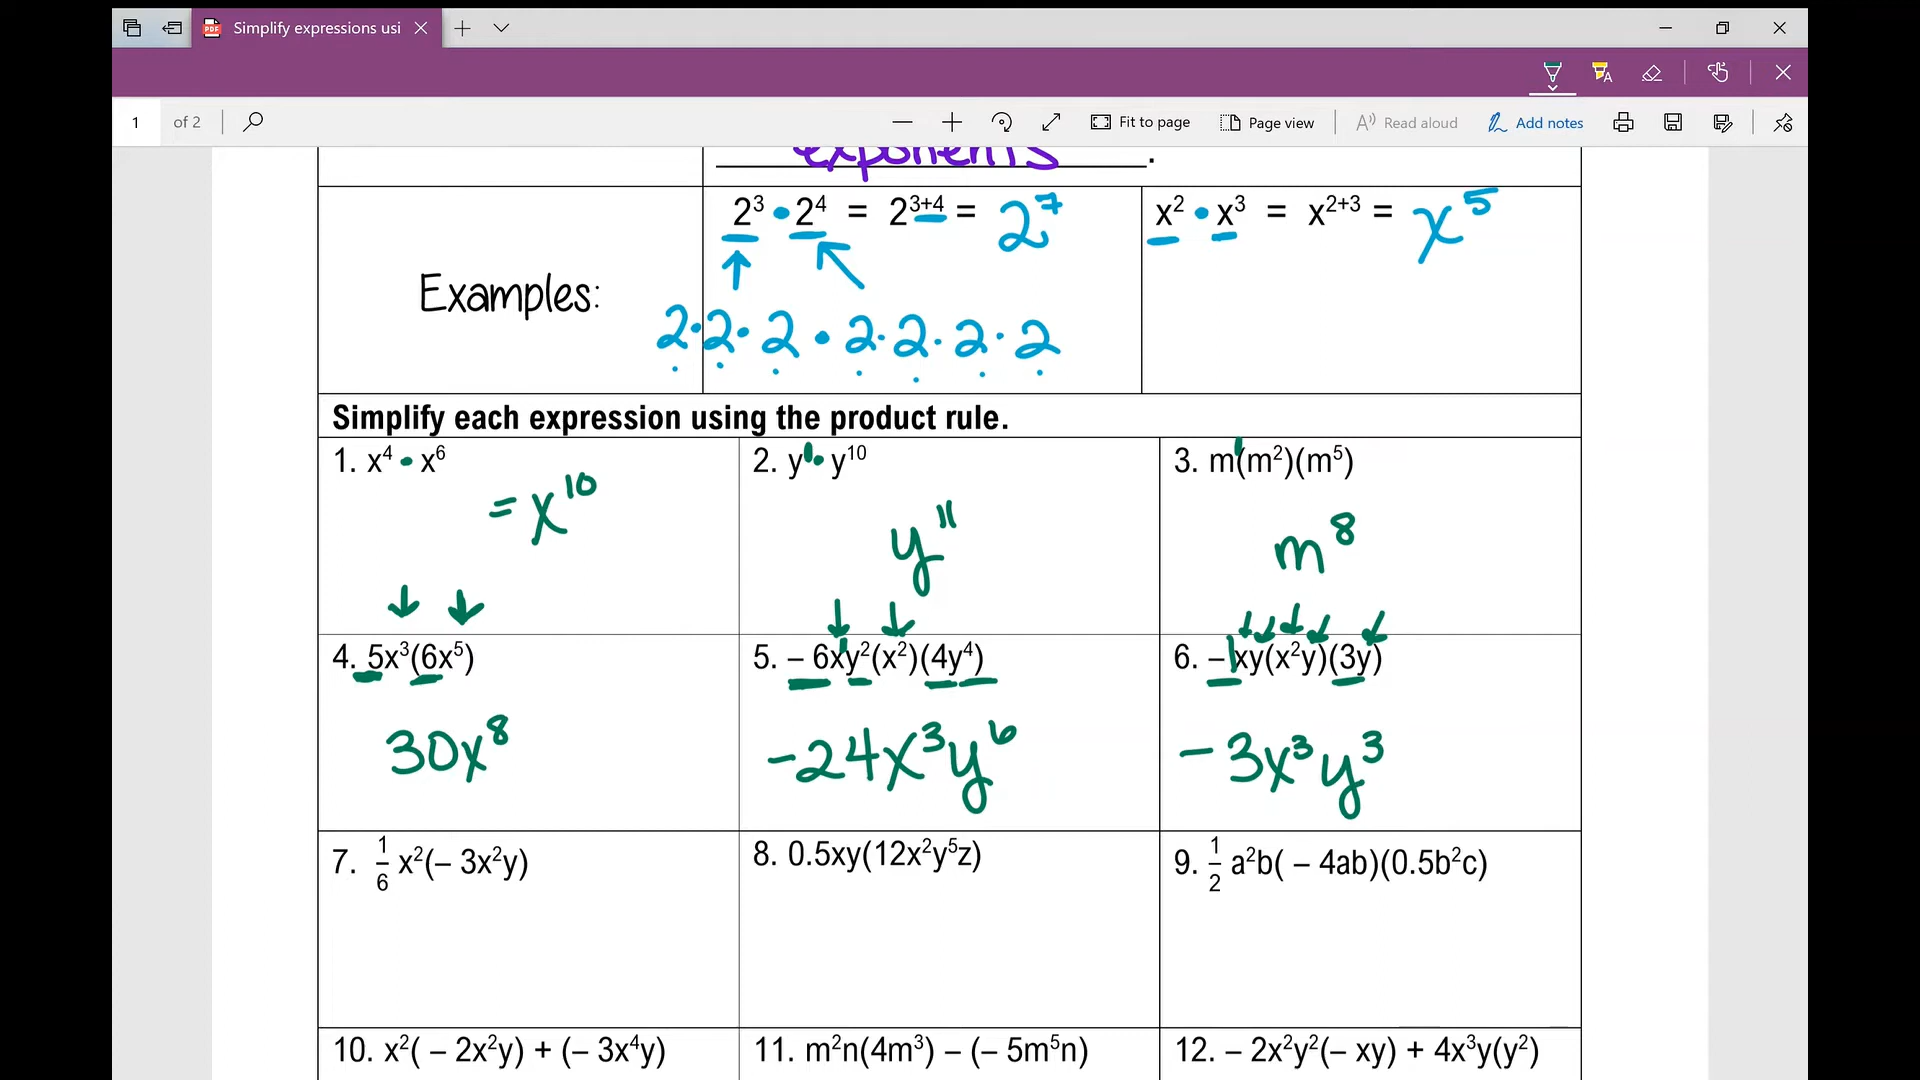 Simplify expressions usi
1 of 2 Fit to page Page view Read aloud Add notes
exponents.
Examples:
2³ • 2⁴ = 2³⁺⁴ = 2⁷
2·2·2·2·2·2·2
x² • x³ = x²⁺³ = x⁵
Simplify each expression using the product rule.
1. x⁴ • x⁶
= x¹⁰
2. y¹ • y¹⁰
y¹¹
3. m¹(m²)(m⁵)
m⁸
4. 5x³(6x⁵)
30x⁸
5. – 6x¹y²(x²)(4y⁴)
-24x³y⁶
6. – 1xy(x²y)(3y)
-3x³y³
7. 1/6 x²(– 3x²y)
8. 0.5xy(12x²y⁵z)
9. 1/2 a²b( – 4ab)(0.5b²c)
10. x²( – 2x²y) + (– 3x⁴y)
11. m²n(4m³) – (– 5m⁵n)
12. – 2x²y²(– xy) + 4x³y(y²)